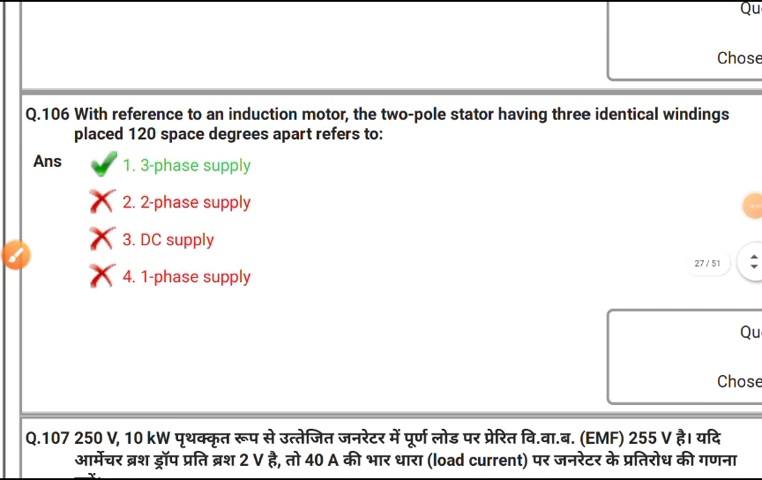 Qu
Chose
Q.106 With reference to an induction motor, the two-pole stator having three identical windings
placed 120 space degrees apart refers to:
Ans
1. 3-phase supply
2. 2-phase supply
3. DC supply
27 / 51
4. 1-phase supply
Qu
Chose
Q.107 250 V, 10 kW पृथक्कृत रूप से उत्तेजित जनरेटर में पूर्ण लोड पर प्रेरित वि.वा.ब. (EMF) 255 V है। यदि
आर्मेचर ब्रश ड्रॉप प्रति ब्रश 2 V है, तो 40 A की भार धारा (load current) पर जनरेटर के प्रतिरोध की गणना